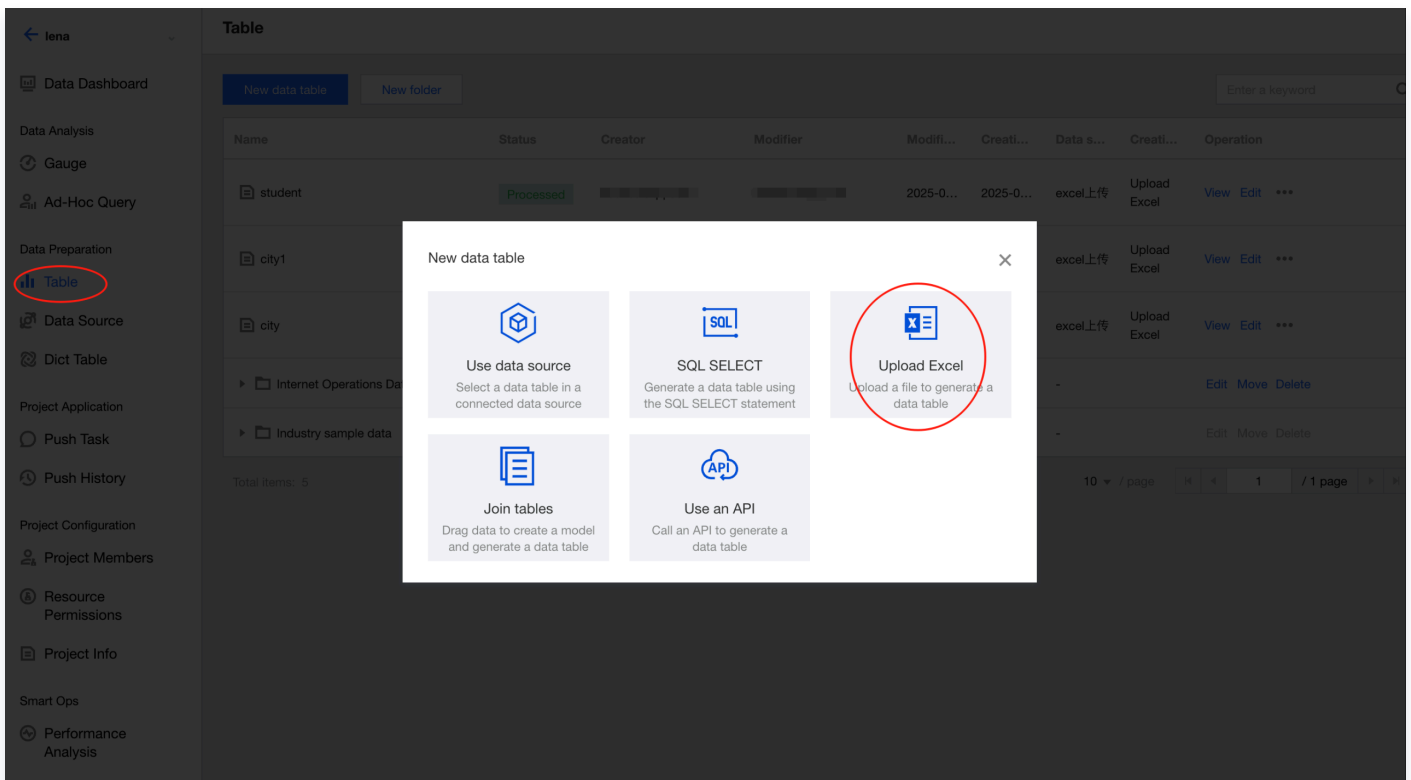 lena
Table
Data Dashboard
New data table
New folder
Enter a keyword
Data Analysis
Name
Status
Creator
Modifier
Modifi...
Creati...
Data s...
Creati...
Operation
Gauge
Ad-Hoc Query
student
Processed
2025-0...
2025-0...
excel上传
Upload
Excel
View Edit •••
Data Preparation
Table
Data Source
Dict Table
city1
excel上传
Upload
Excel
View Edit •••
city
excel上传
Upload
Excel
View Edit •••
Internet Operations Da
-
Edit Move Delete
Industry sample data
-
Edit Move Delete
Total items: 5
10 / page
1
/ 1 page
New data table
Use data source
Select a data table in a
connected data source
SQL
SQL SELECT
Generate a data table using
the SQL SELECT statement
X
Upload Excel
Upload a file to generate a
data table
Join tables
Drag data to create a model
and generate a data table
API
Use an API
Call an API to generate a
data table
Project Application
Push Task
Push History
Project Configuration
Project Members
Resource
Permissions
Project Info
Smart Ops
Performance
Analysis